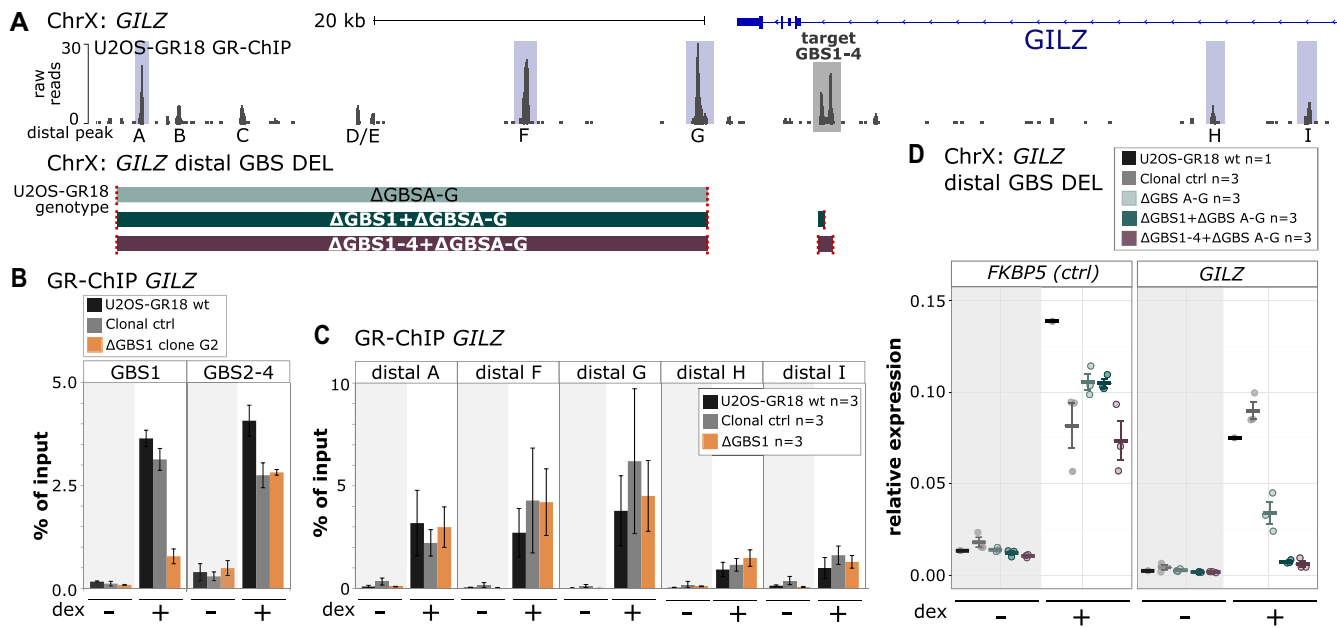 A
ChrX: GILZ
20 kb
U2OS-GR18 GR-ChIP
target
GBS1-4
GILZ
raw
reads
30
0
distal peak
A
B
C
D/E
F
G
H
I
ChrX: GILZ distal GBS DEL
U2OS-GR18
genotype
ΔGBSA-G
ΔGBS1+ΔGBSA-G
ΔGBS1-4+ΔGBSA-G
B
GR-ChIP GILZ
U2OS-GR18 wt
Clonal ctrl
ΔGBS1 clone G2
GBS1
GBS2-4
% of input
5.0
2.5
0.0
dex
-
+
-
+
C
GR-ChIP GILZ
distal A
distal F
distal G
distal H
distal I
U2OS-GR18 wt n=3
Clonal ctrl n=3
ΔGBS1 n=3
% of input
10
5
0
dex
-
+
-
+
-
+
-
+
-
+
D
ChrX: GILZ
distal GBS DEL
U2OS-GR18 wt n=1
Clonal ctrl n=3
ΔGBS A-G n=3
ΔGBS1+ΔGBS A-G n=3
ΔGBS1-4+ΔGBS A-G n=3
FKBP5 (ctrl)
GILZ
relative expression
0.15
0.10
0.05
0.00
dex
-
+
-
+